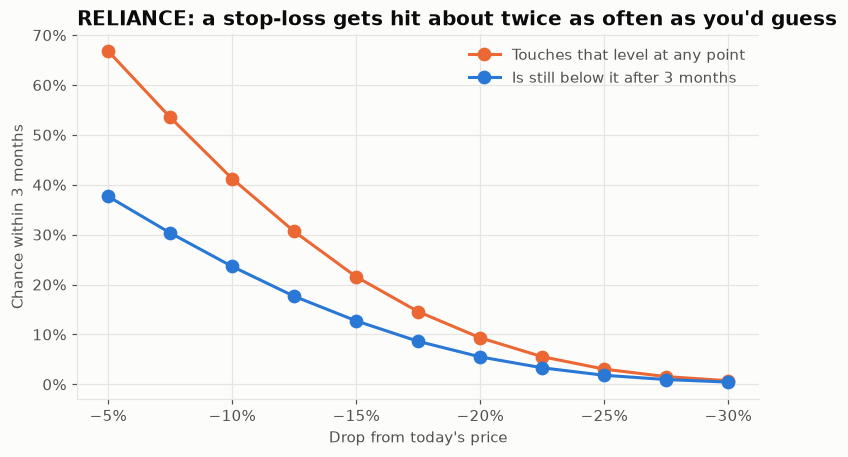 RELIANCE: a stop-loss gets hit about twice as often as you'd guess
70%
60%
50%
40%
30%
20%
10%
0%
Chance within 3 months
Touches that level at any point
Is still below it after 3 months
−5%
−10%
−15%
−20%
−25%
−30%
Drop from today's price